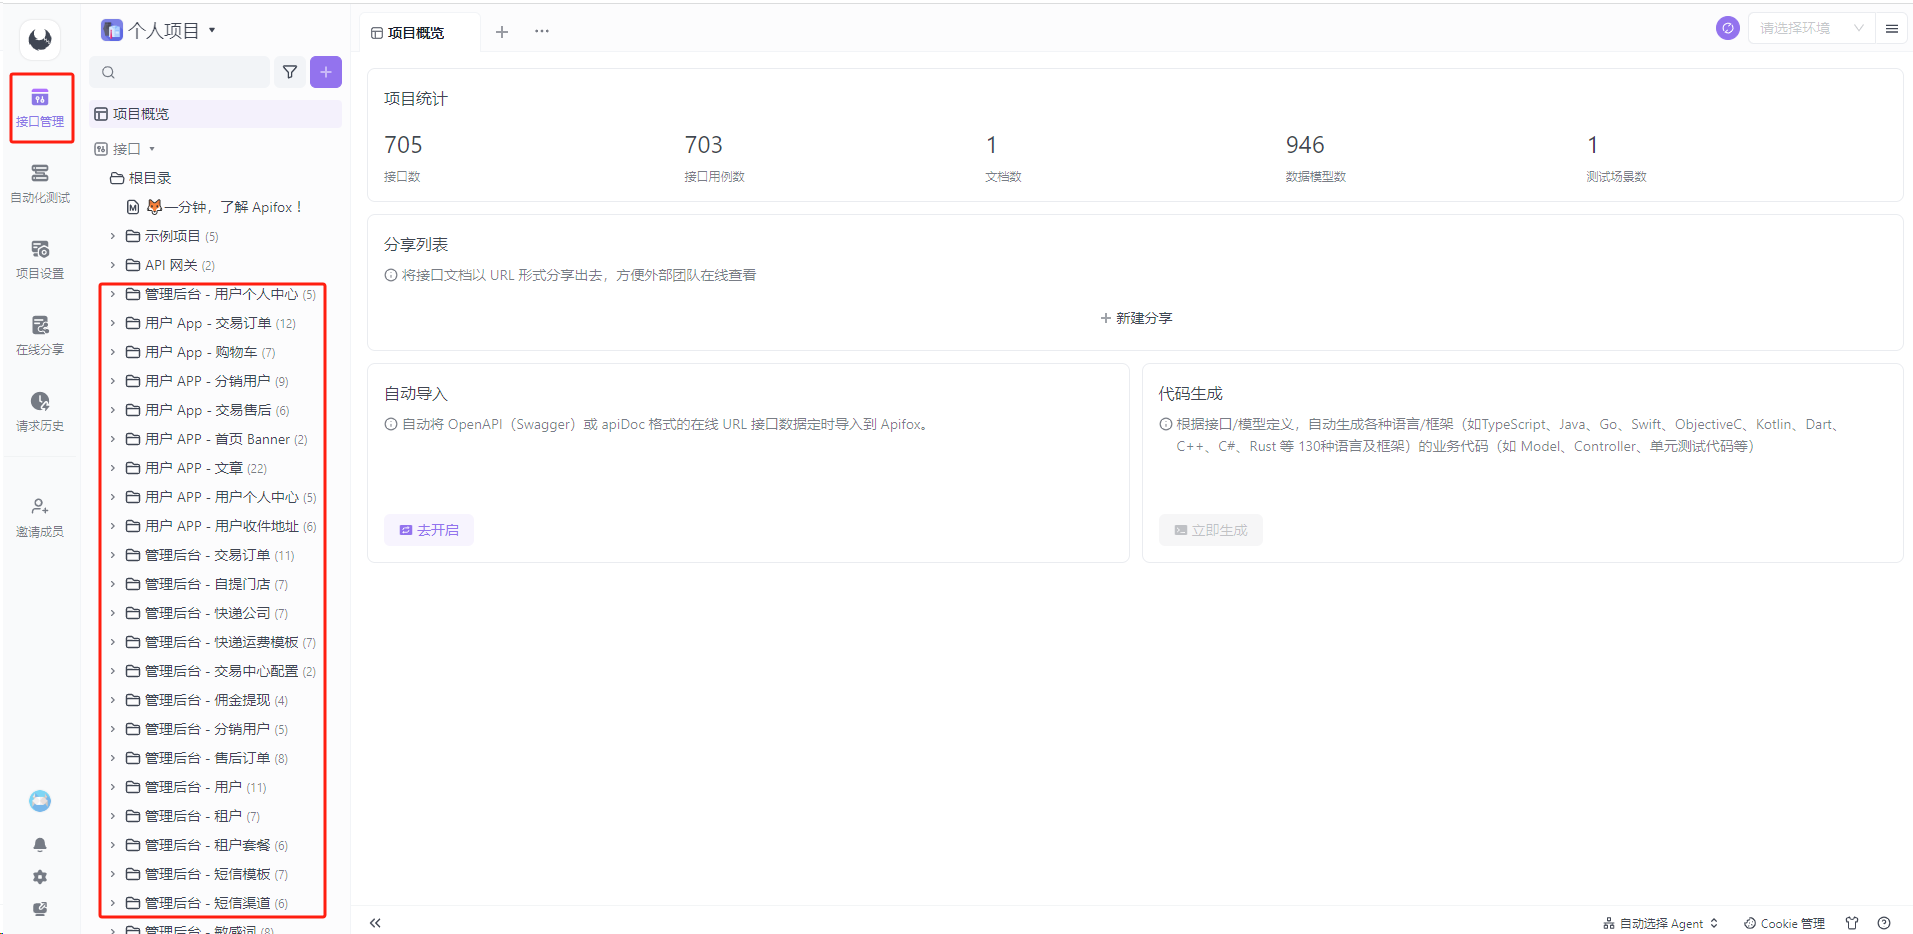 个人项目
接口管理
自动化测试
项目设置
在线分享
请求历史
邀请成员
项目概览
接口
根目录
一分钟，了解 Apifox！
示例项目 (5)
API 网关 (2)
管理后台 - 用户个人中心 (5)
用户 App - 交易订单 (12)
用户 App - 购物车 (7)
用户 APP - 分销用户 (9)
用户 App - 交易售后 (6)
用户 APP - 首页 Banner (2)
用户 APP - 文章 (22)
用户 APP - 用户个人中心 (5)
用户 APP - 用户收件地址 (6)
管理后台 - 交易订单 (11)
管理后台 - 自提门店 (7)
管理后台 - 快递公司 (7)
管理后台 - 快递运费模板 (7)
管理后台 - 交易中心配置 (2)
管理后台 - 佣金提现 (4)
管理后台 - 分销用户 (5)
管理后台 - 售后订单 (8)
管理后台 - 用户 (11)
管理后台 - 租户 (7)
管理后台 - 租户套餐 (6)
管理后台 - 短信模板 (7)
管理后台 - 短信渠道 (6)
管理后台 - 敏感词 (8)
项目概览
请选择环境
项目统计
705 703 1 946 1
接口数 接口用例数 文档数 数据模型数 测试场景数
分享列表
将接口文档以 URL 形式分享出去，方便外部团队在线查看
新建分享
自动导入
自动将 OpenAPI（Swagger）或 apiDoc 格式的在线 URL 接口数据定时导入到 Apifox。
去开启
代码生成
根据接口/模型定义，自动生成各种语言/框架（如TypeScript、Java、Go、Swift、ObjectiveC、Kotlin、Dart、
C++、C#、Rust 等 130种语言及框架）的业务代码（如 Model、Controller、单元测试代码等）
立即生成
自动选择 Agent
Cookie 管理